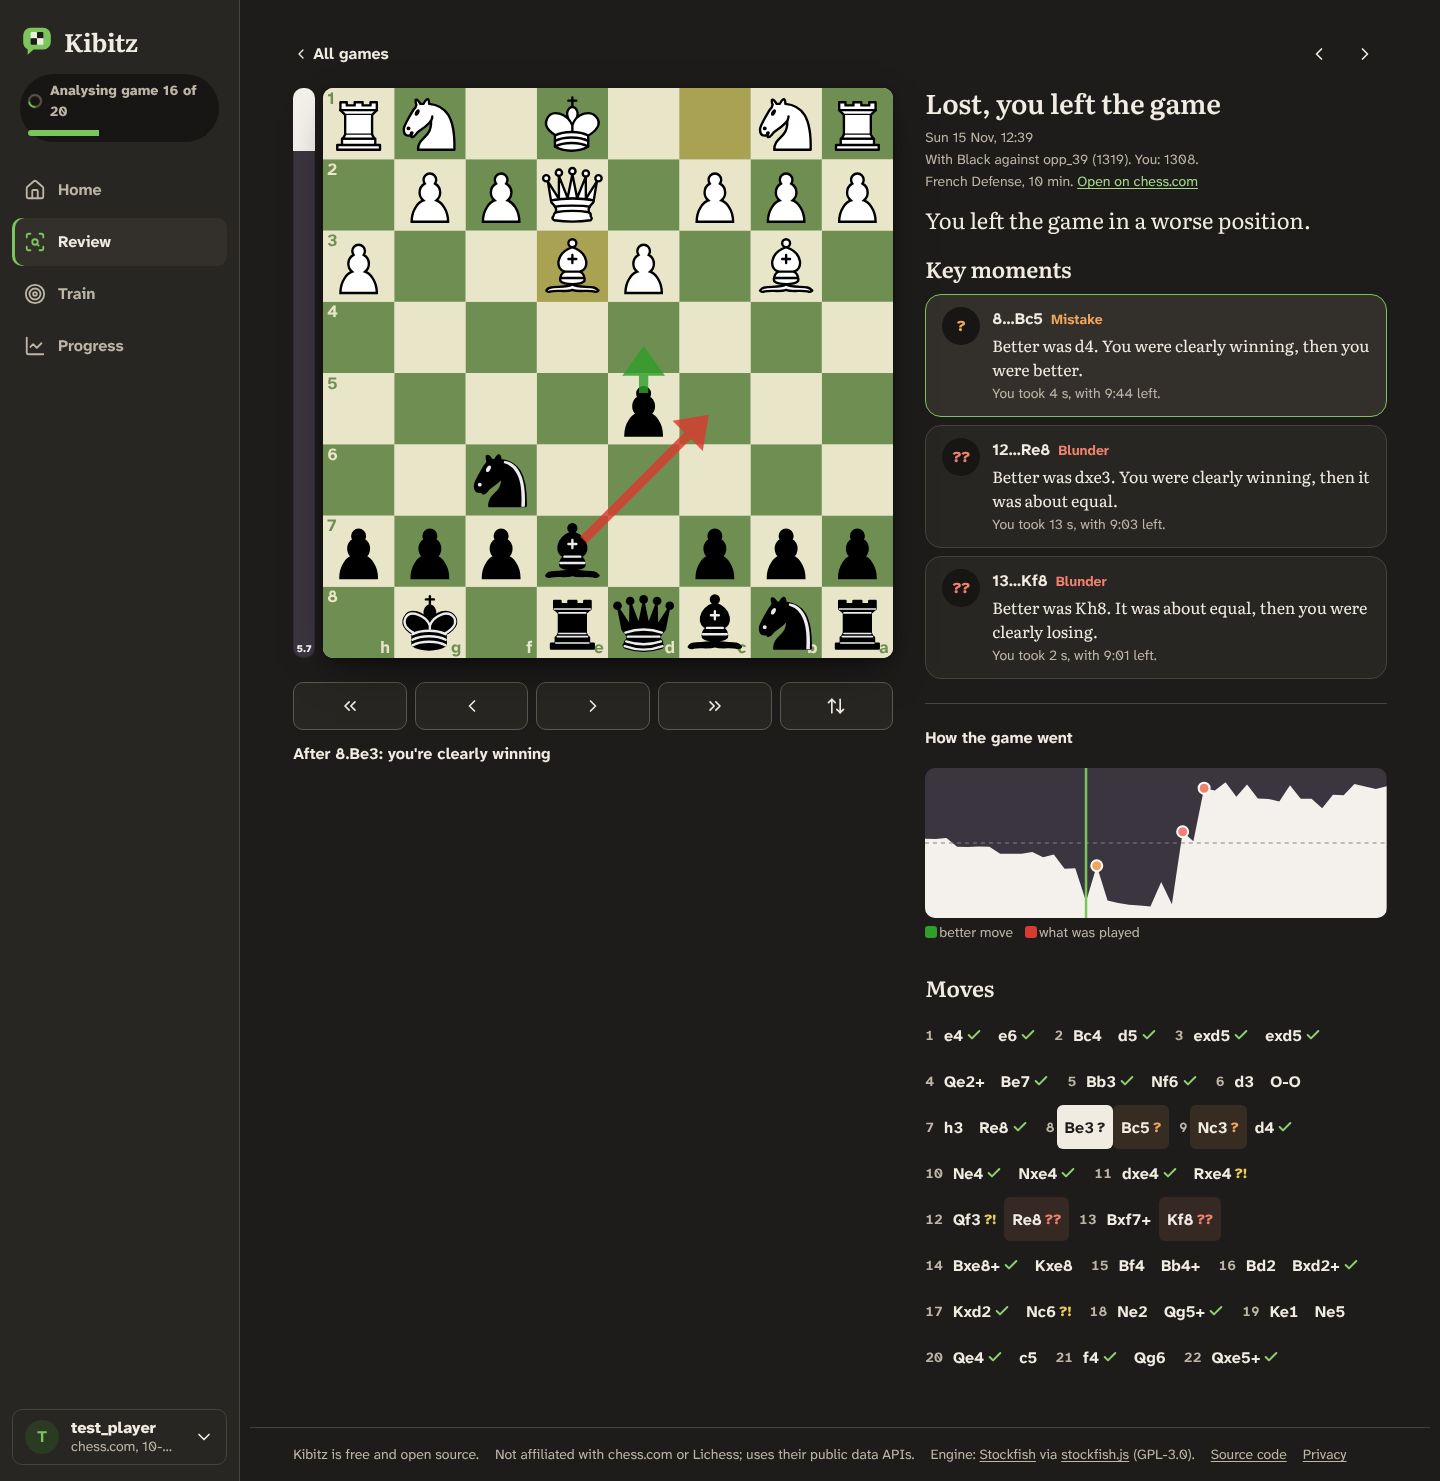 Kibitz
Analysing game 16 of
20
Home
Review
Train
Progress
test_player
chess.com, 10-...
T
All games
1
2
3
4
5
6
7
8
h g f e d c b a
5.7
After 8.Be3: you're clearly winning
Lost, you left the game
Sun 15 Nov, 12:39
With Black against opp_39 (1319). You: 1308.
French Defense, 10 min. Open on chess.com
You left the game in a worse position.
Key moments
? 8...Bc5 Mistake
Better was d4. You were clearly winning, then you
were better.
You took 4 s, with 9:44 left.
?? 12...Re8 Blunder
Better was dxe3. You were clearly winning, then it
was about equal.
You took 13 s, with 9:03 left.
?? 13...Kf8 Blunder
Better was Kh8. It was about equal, then you were
clearly losing.
You took 2 s, with 9:01 left.
How the game went
better move what was played
Moves
1 e4 e6 2 Bc4 d5 3 exd5 exd5
4 Qe2+ Be7 5 Bb3 Nf6 6 d3 O-O
7 h3 Re8 8 Be3 ? Bc5 ? 9 Nc3 ? d4
10 Ne4 Nxe4 11 dxe4 Rxe4 ?!
12 Qf3 ?! Re8 ?? 13 Bxf7+ Kf8 ??
14 Bxe8+ Kxe8 15 Bf4 Bb4+ 16 Bd2 Bxd2+
17 Kxd2 Nc6 ?! 18 Ne2 Qg5+ 19 Ke1 Ne5
20 Qe4 c5 21 f4 Qg6 22 Qxe5+
Kibitz is free and open source. Not affiliated with chess.com or Lichess; uses their public data APIs. Engine: Stockfish via stockfish.js (GPL-3.0). Source code Privacy